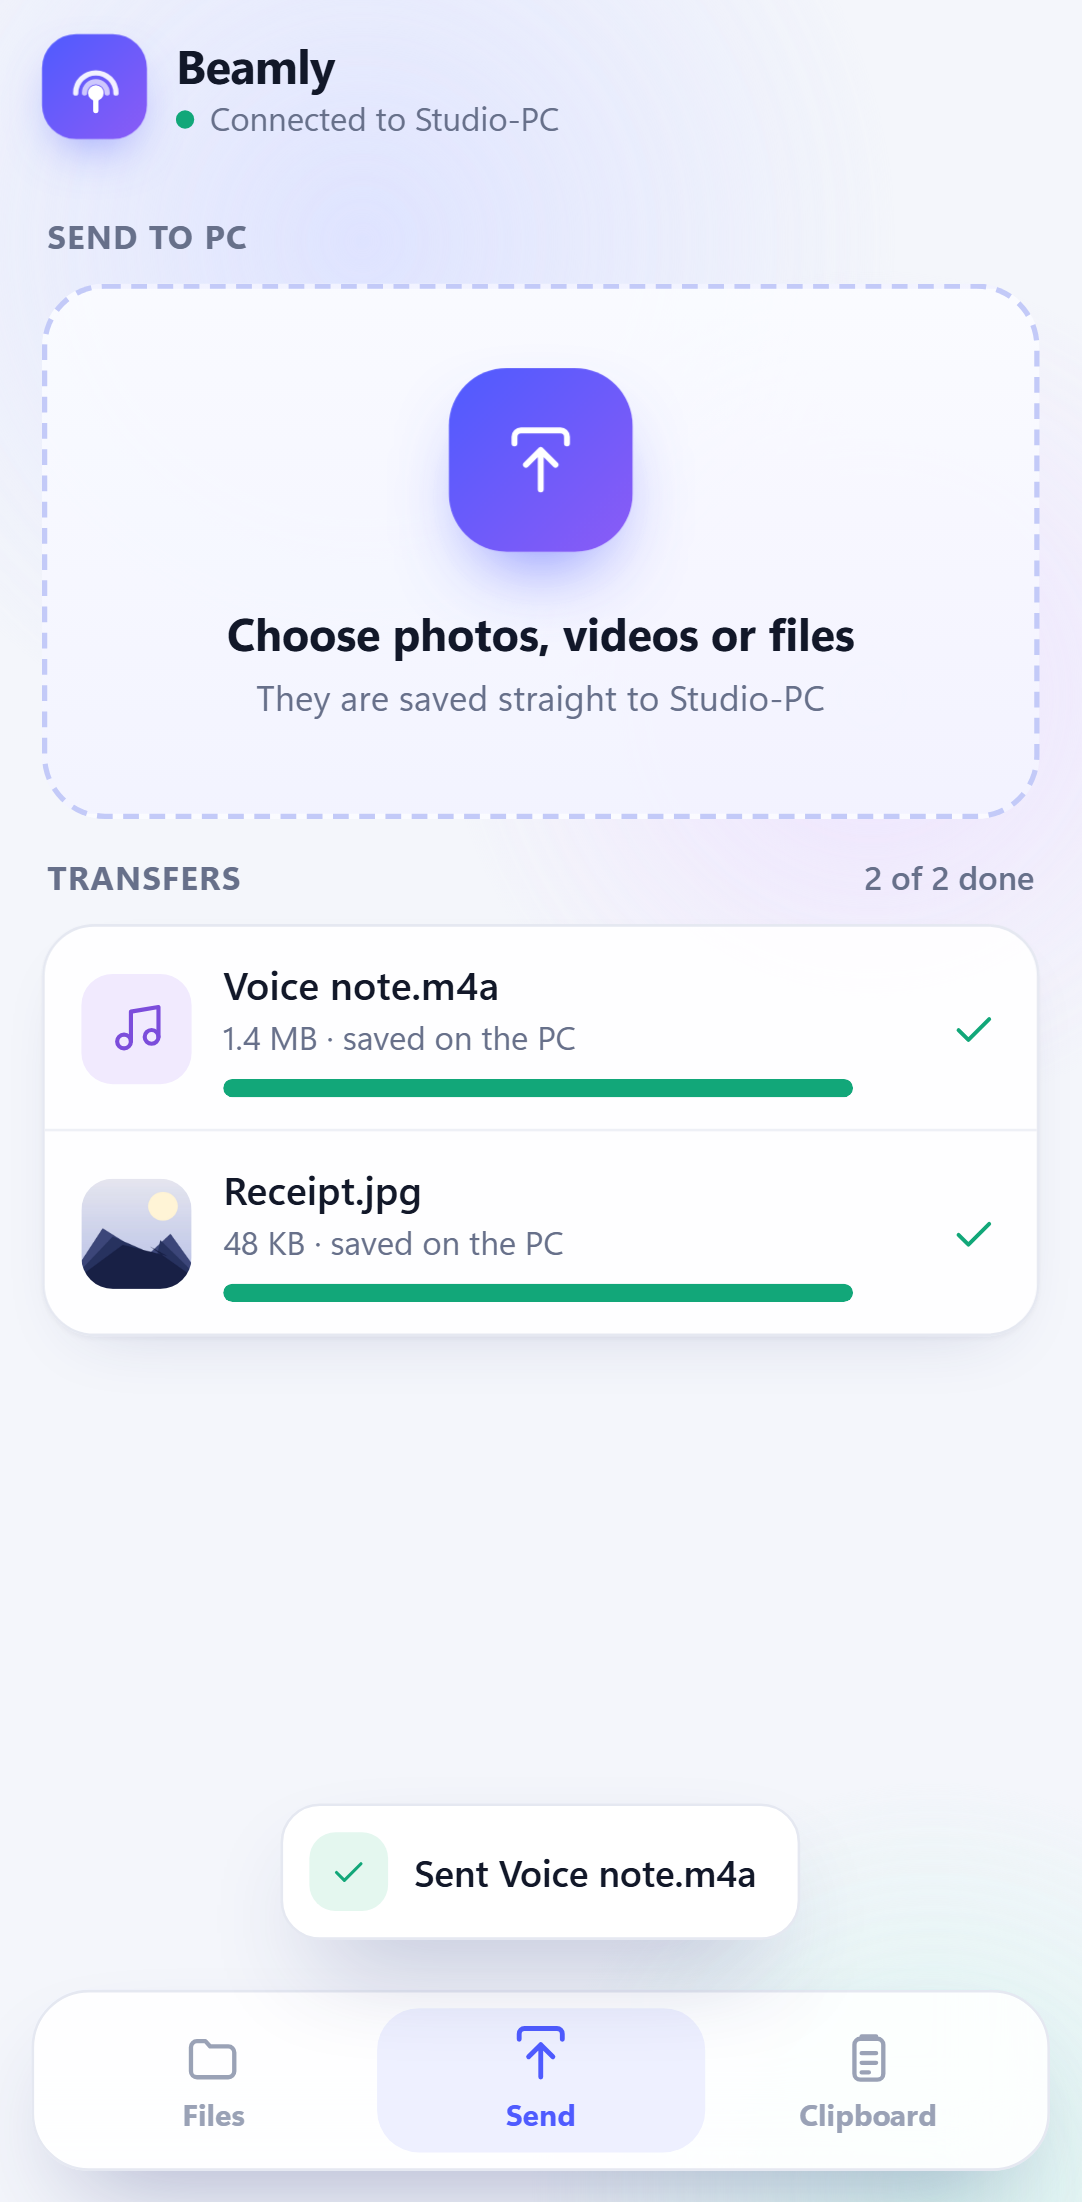 Beamly
Connected to Studio-PC
SEND TO PC
Choose photos, videos or files
They are saved straight to Studio-PC
TRANSFERS
2 of 2 done
Voice note.m4a
1.4 MB · saved on the PC
Receipt.jpg
48 KB · saved on the PC
Sent Voice note.m4a
Files
Send
Clipboard